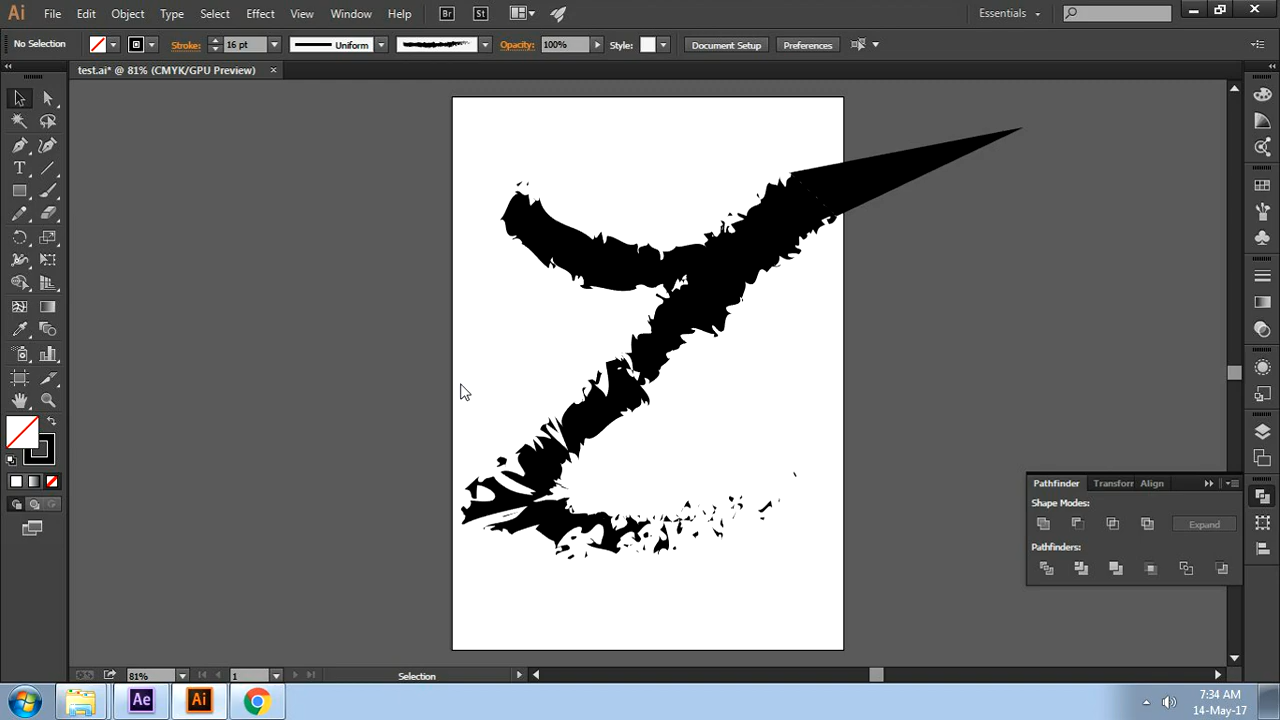 Ai File Edit Object Type Select Effect View Window Help Br St Essentials
No Selection Stroke: 16 pt Uniform Opacity: 100% Style: Document Setup Preferences
test.ai* @ 81% (CMYK/GPU Preview)
Pathfinder Transform Align
Shape Modes:
Expand
Pathfinders:
81% 1 Selection
Ae Ai 7:34 AM
14-May-17